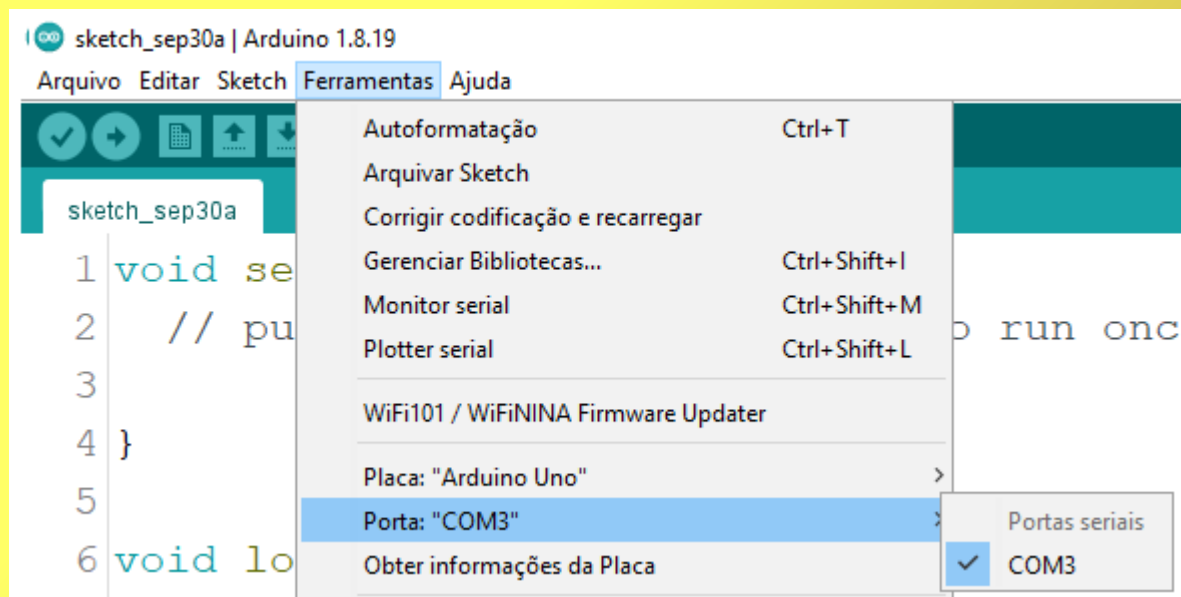 sketch_sep30a | Arduino 1.8.19
Arquivo Editar Sketch Ferramentas Ajuda
Autoformatação Ctrl+T
Arquivar Sketch
sketch_sep30a
Corrigir codificação e recarregar
1 void se
Gerenciar Bibliotecas... Ctrl+Shift+I
Monitor serial Ctrl+Shift+M
2 // pu
run onc
Plotter serial Ctrl+Shift+L
3
WiFi101 / WiFiNINA Firmware Updater
4 }
Placa: "Arduino Uno"
5
Porta: "COM3"
Portas seriais
6 void lo
Obter informações da Placa
COM3